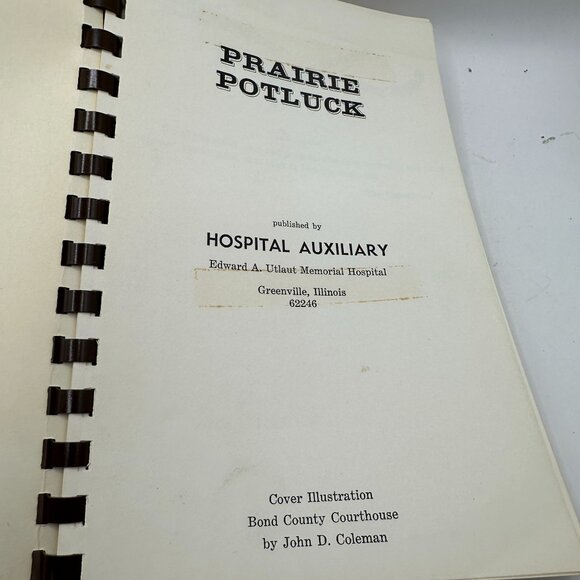 PRAIRIE
POTLUCK
published by
HOSPITAL AUXILIARY
Edward A. Utlaut Memorial Hospital
Greenville, Illinois
62246
Cover Illustration
Bond County Courthouse
by John D. Coleman